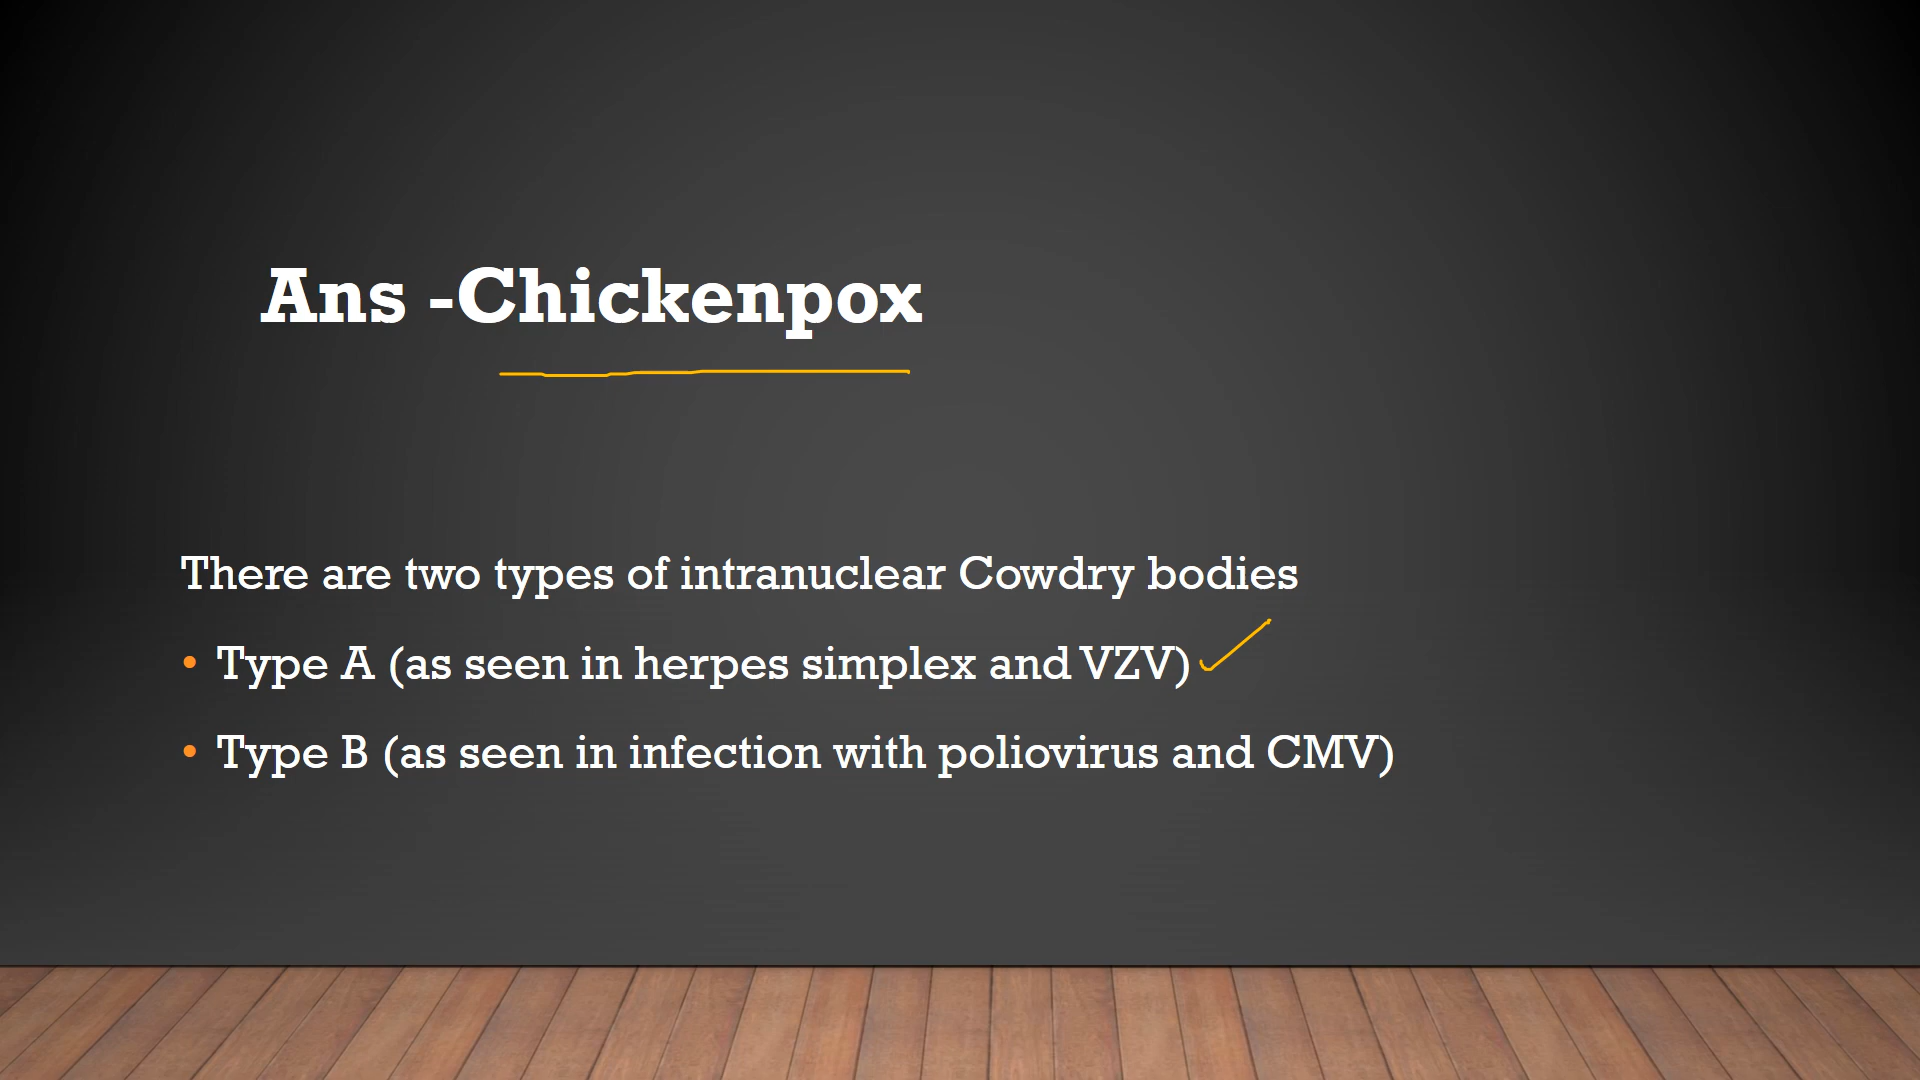 Ans -Chickenpox
There are two types of intranuclear Cowdry bodies
• Type A (as seen in herpes simplex and VZV)
• Type B (as seen in infection with poliovirus and CMV)